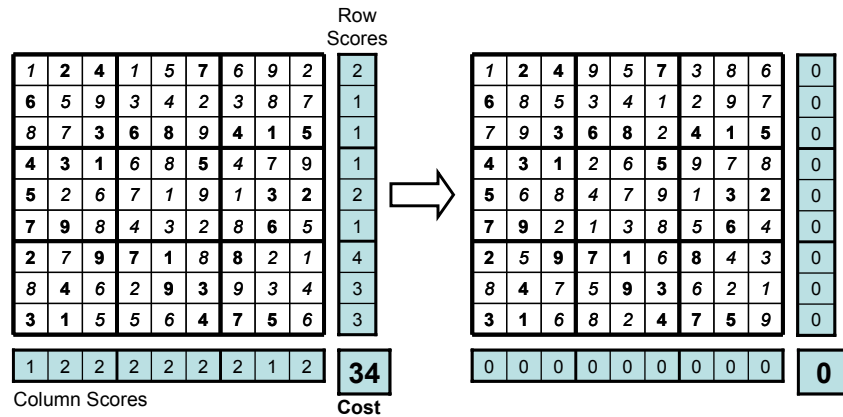 Row
Scores
1 2 4 1 5 7 6 9 2 2 1 2 4 9 5 7 3 8 6 0
6 5 9 3 4 2 3 8 7 1 6 8 5 3 4 1 2 9 7 0
8 7 3 6 8 9 4 1 5 1 7 9 3 6 8 2 4 1 5 0
4 3 1 6 8 5 4 7 9 1 4 3 1 2 6 5 9 7 8 0
5 2 6 7 1 9 1 3 2 2 5 6 8 4 7 9 1 3 2 0
7 9 8 4 3 2 8 6 5 1 7 9 2 1 3 8 5 6 4 0
2 7 9 7 1 8 8 2 1 4 2 5 9 7 1 6 8 4 3 0
8 4 6 2 9 3 9 3 4 3 8 4 7 5 9 3 6 2 1 0
3 1 5 5 6 4 7 5 6 3 3 1 6 8 2 4 7 5 9 0
1 2 2 2 2 2 2 1 2 34 0 0 0 0 0 0 0 0 0 0
Column Scores
Cost